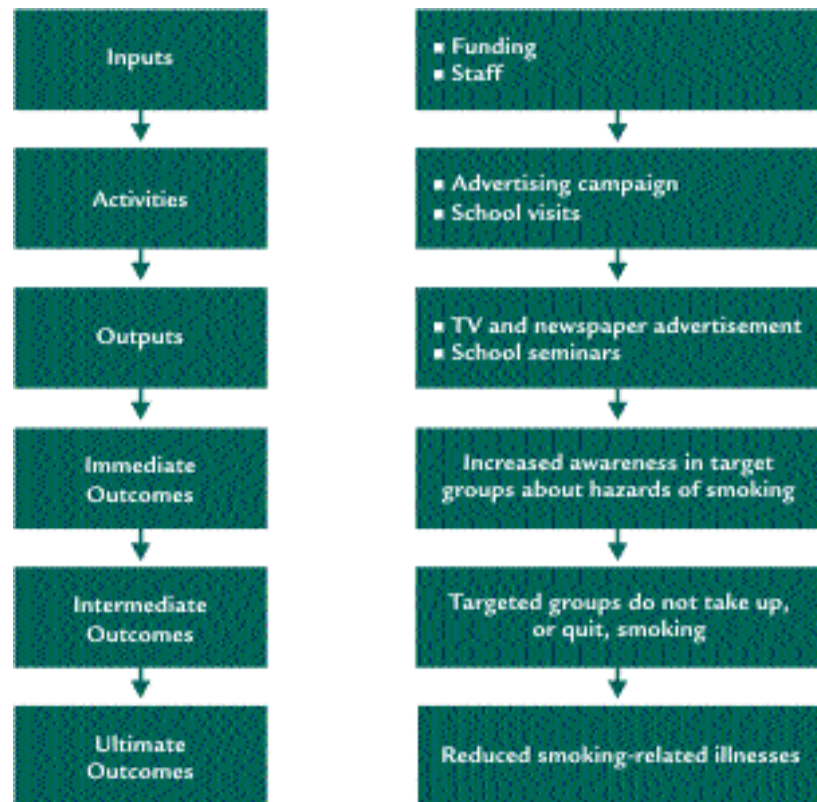 Inputs
■ Funding
■ Staff
Activities
■ Advertising campaign
■ School visits
Outputs
■ TV and newspaper advertisement
■ School seminars
Immediate
Outcomes
Increased awareness in target
groups about hazards of smoking
Intermediate
Outcomes
Targeted groups do not take up,
or quit, smoking
Ultimate
Outcomes
Reduced smoking-related illnesses